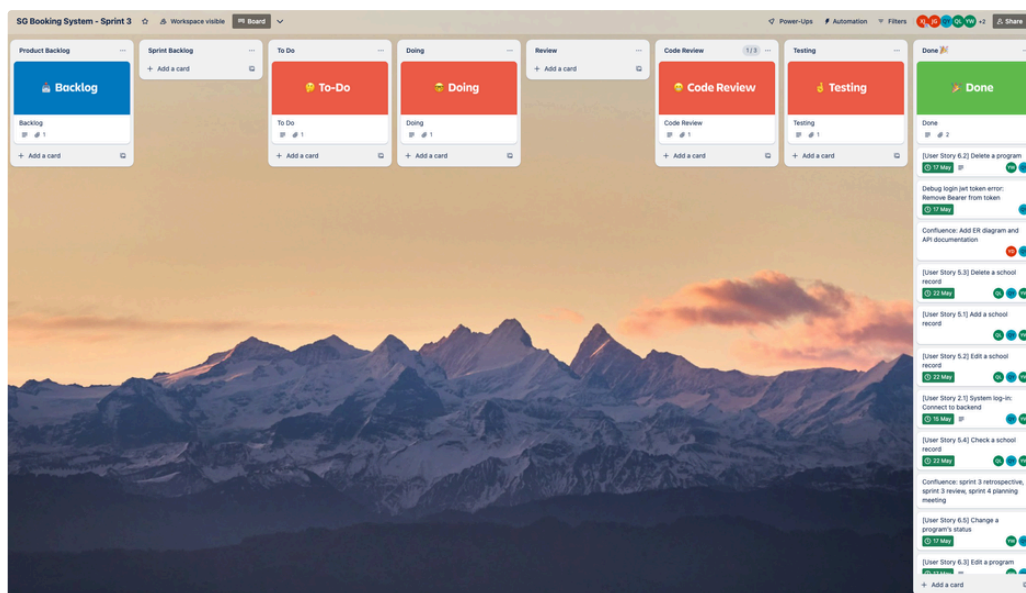 SG Booking System - Sprint 3
Workspace visible
Board
Power-Ups
Automation
Filters
+2
Share
Product Backlog
Backlog
Backlog
1
+ Add a card
Sprint Backlog
+ Add a card
To Do
To-Do
To Do
1
+ Add a card
Doing
Doing
Doing
1
+ Add a card
Review
+ Add a card
Code Review
1/3
Code Review
Code Review
1
+ Add a card
Testing
Testing
Testing
1
+ Add a card
Done
Done
Done
2
[User Story 6.2] Delete a program
17 May
YW
Debug login jwt token error:
Remove Bearer from token
17 May
Confluence: Add ER diagram and
API documentation
[User Story 5.3] Delete a school
record
22 May
QL
[User Story 5.1] Add a school
record
QL
[User Story 5.2] Edit a school
record
22 May
QL
[User Story 2.1] System log-in:
Connect to backend
[User Story 5.4] Check a school
record
22 May
QL
Confluence: sprint 3 retrospective,
sprint 3 review, sprint 4 planning
meeting
[User Story 6.5] Change a
program's status
17 May
YW
[User Story 6.3] Edit a program
+ Add a card